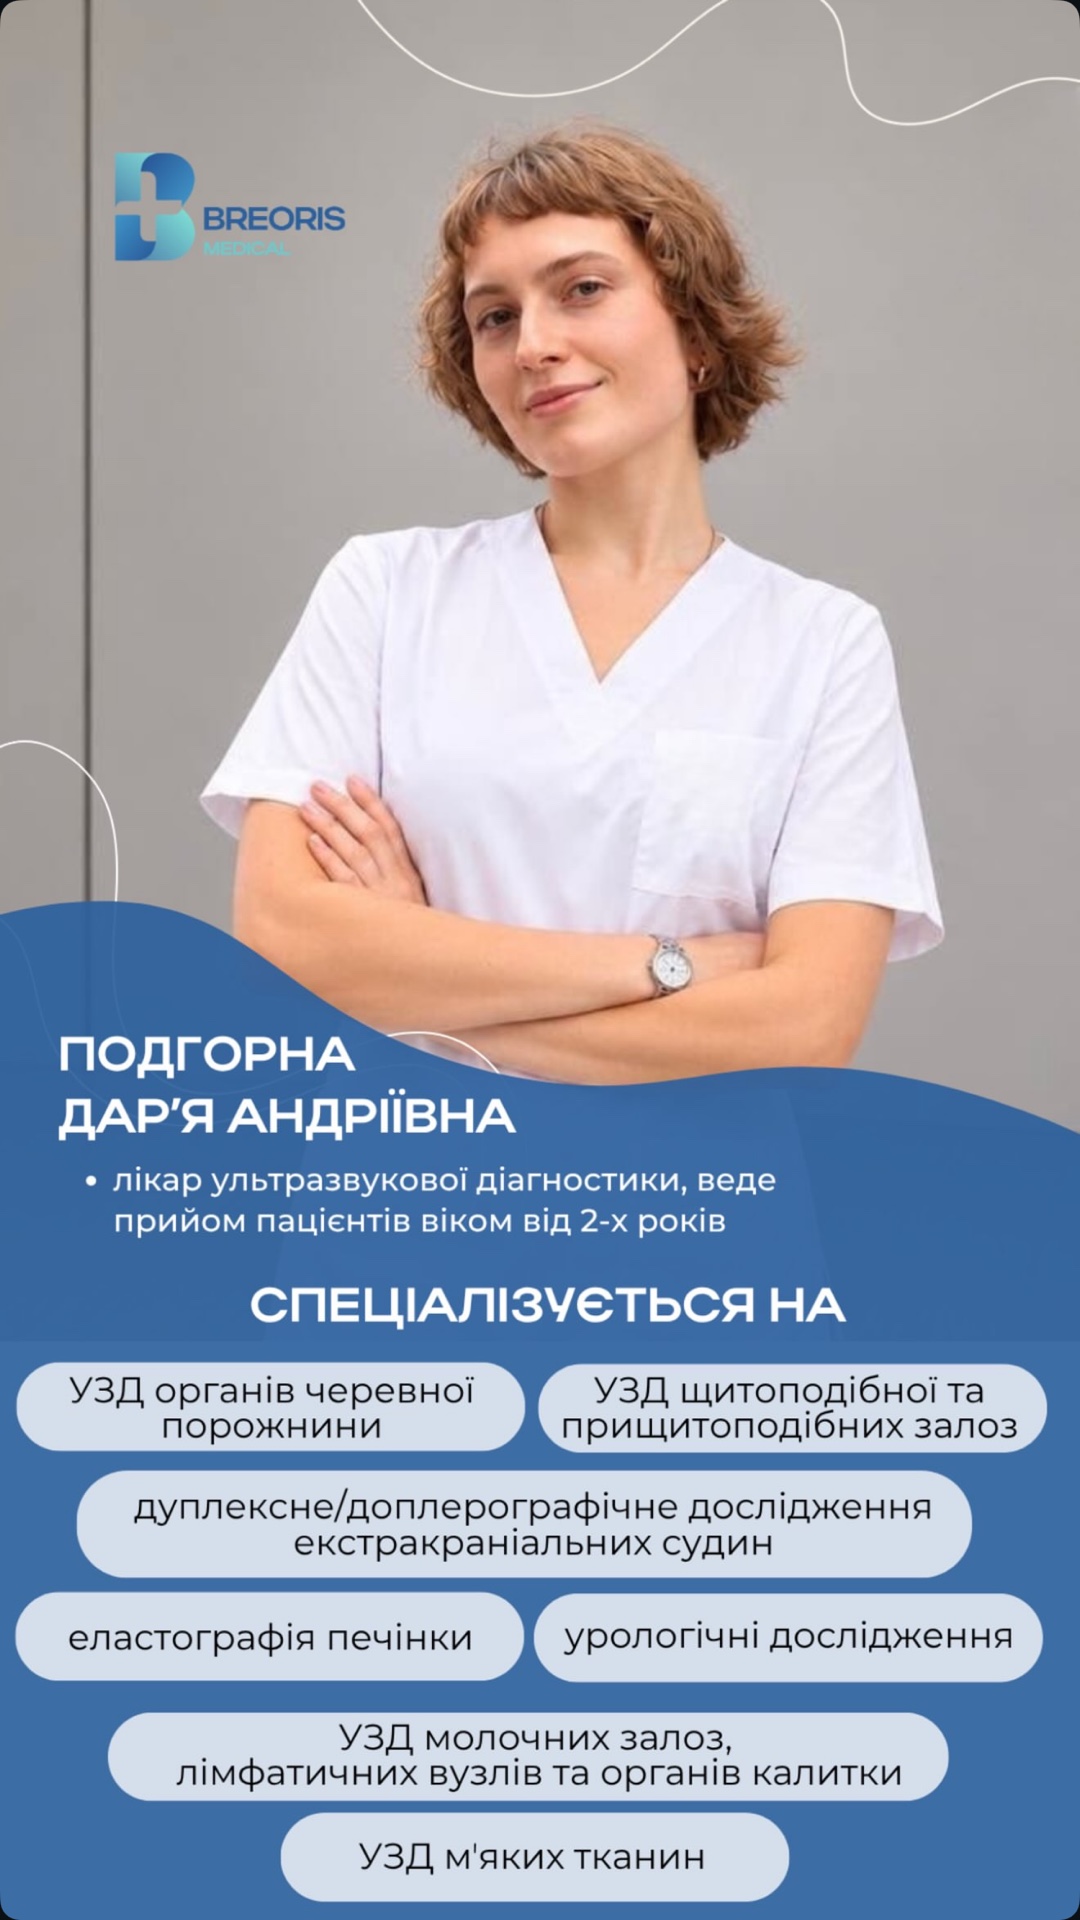 BREORIS
MEDICAL
ПОДГОРНА
ДАР’Я АНДРІЇВНА
• лікар ультразвукової діагностики, веде
прийом пацієнтів віком від 2-х років
СПЕЦІАЛІЗУЄТЬСЯ НА
УЗД органів черевної
порожнини
УЗД щитоподібної та
прищитоподібних залоз
дуплексне/доплерографічне дослідження
екстракраніальних судин
еластографія печінки
урологічні дослідження
УЗД молочних залоз,
лімфатичних вузлів та органів калитки
УЗД м'яких тканин